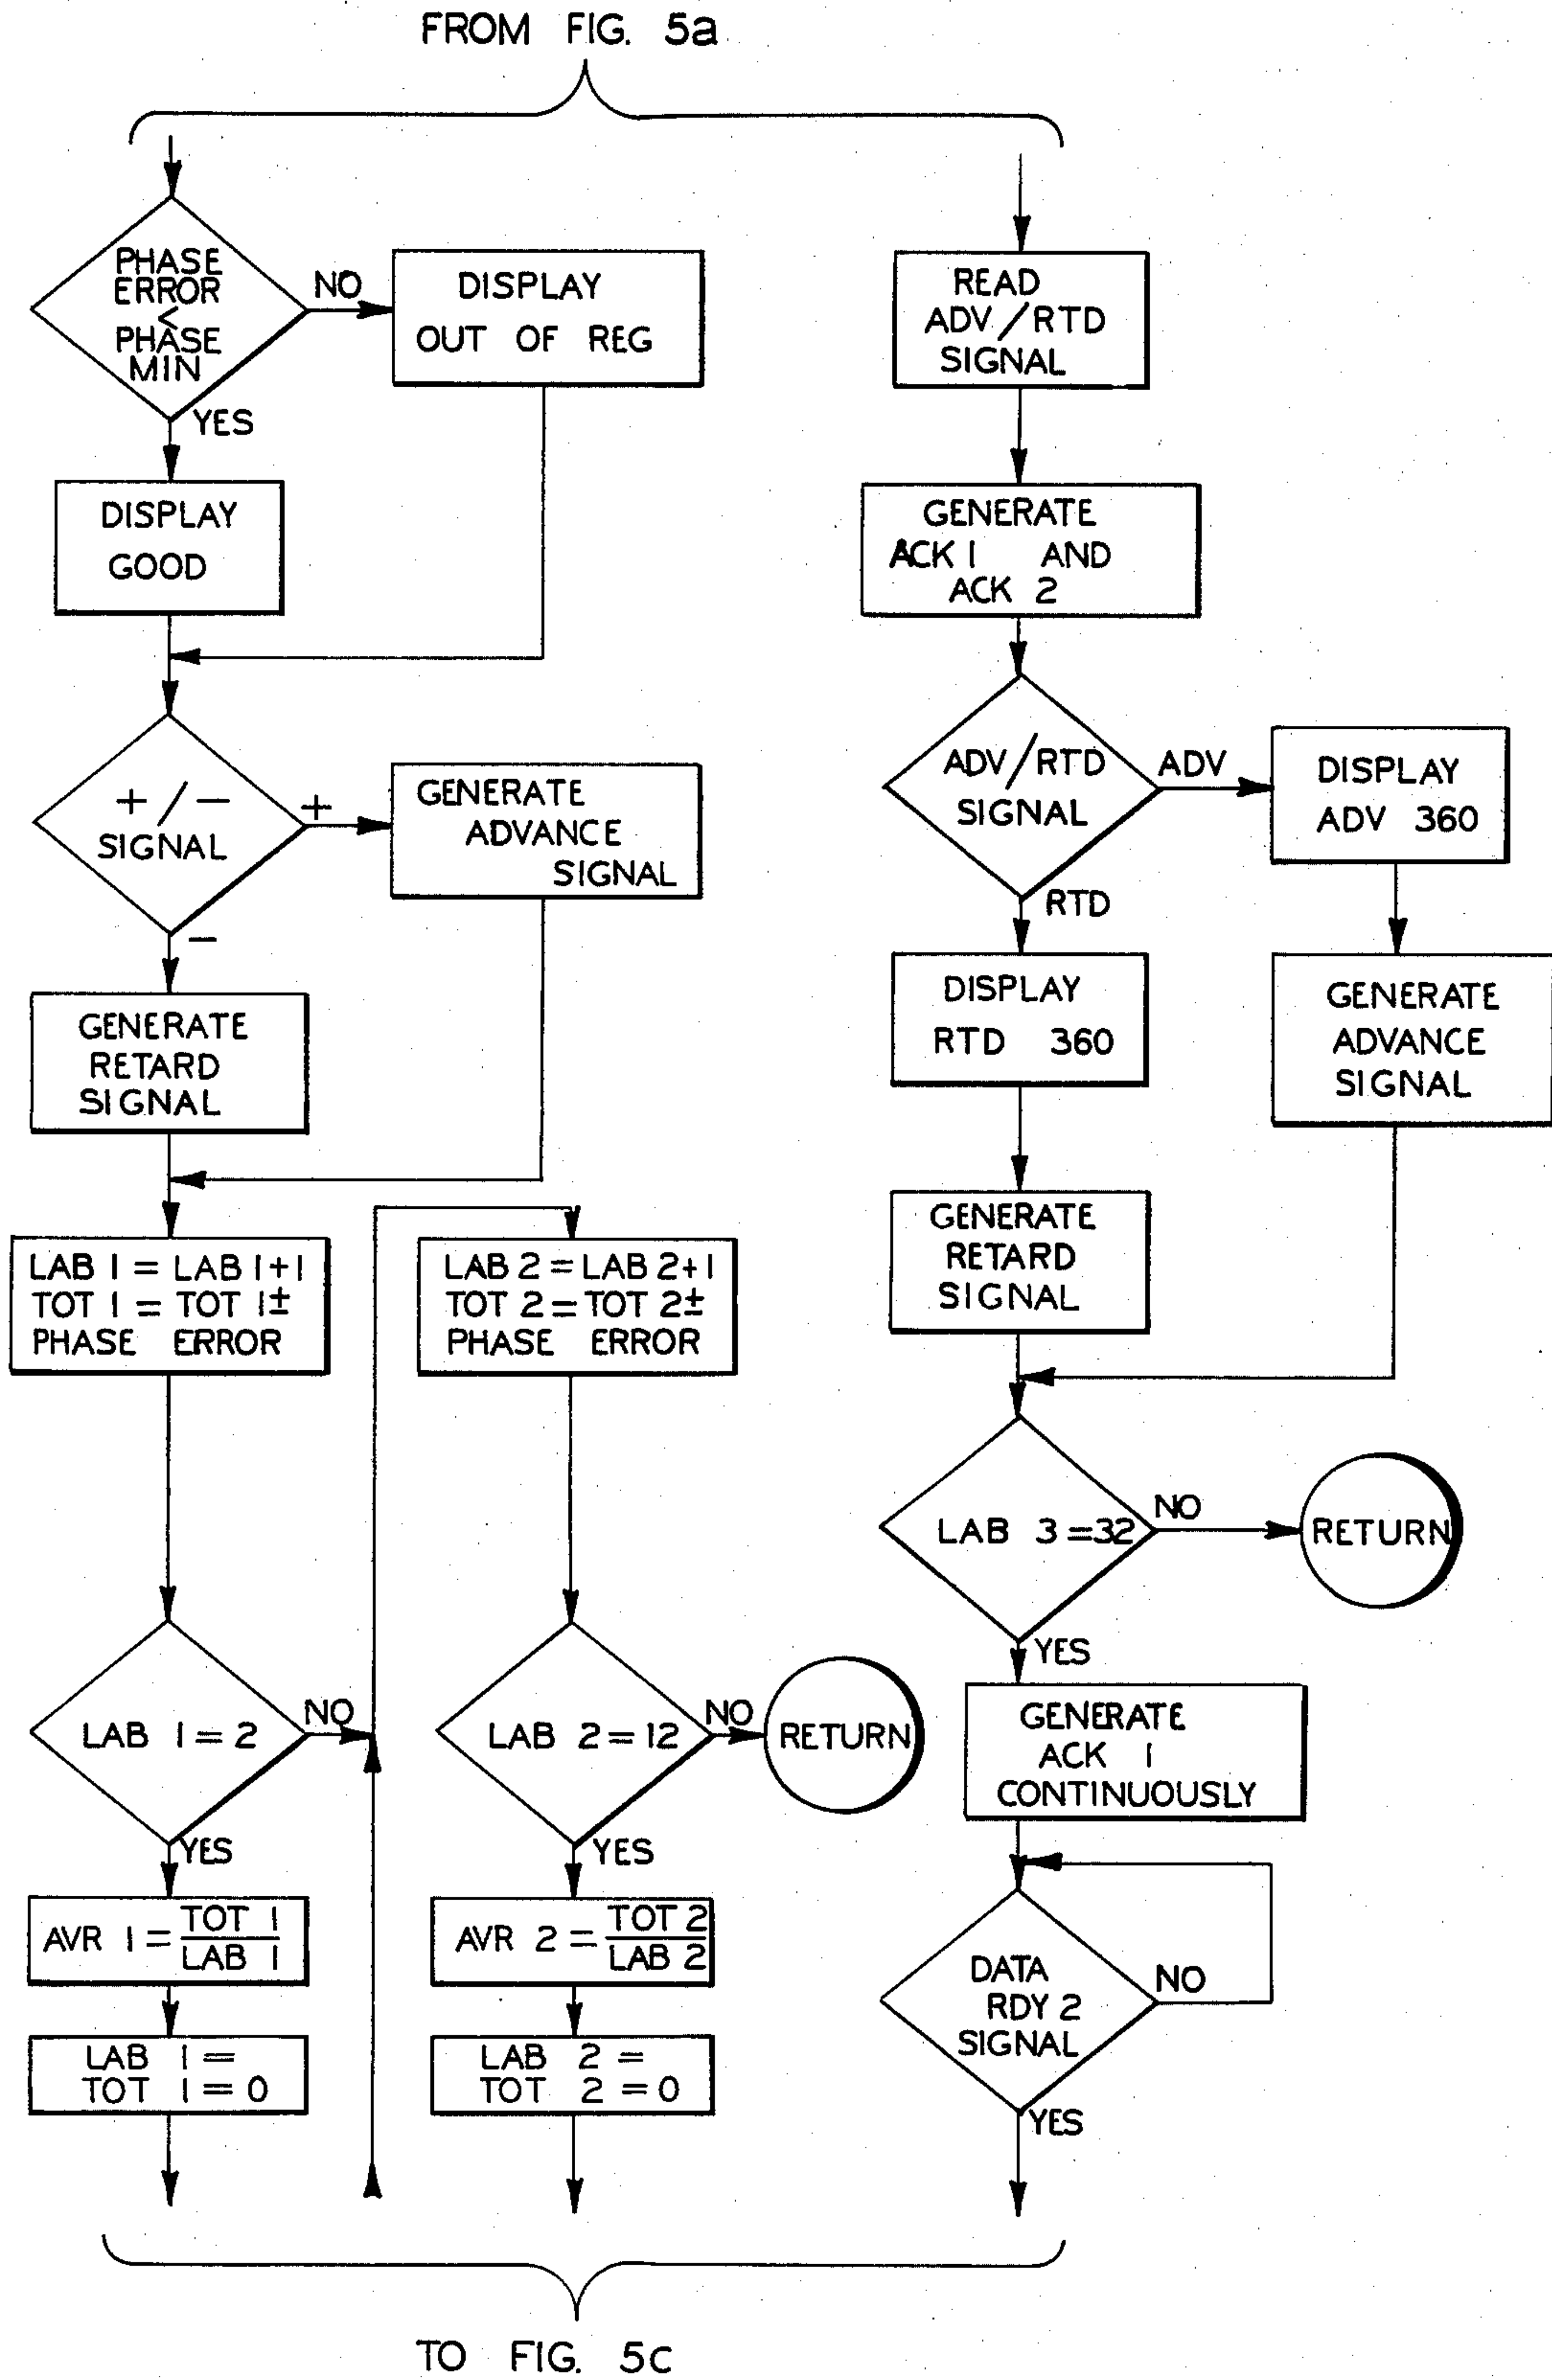 FROM FIG. 5a
PHASE
ERROR
<
PHASE
MIN
NO
YES
DISPLAY
OUT OF REG
DISPLAY
GOOD
+/−
SIGNAL
+
−
GENERATE
ADVANCE
SIGNAL
GENERATE
RETARD
SIGNAL
LAB 1 = LAB 1+1
TOT 1 = TOT 1±
PHASE ERROR
LAB 1 = 2
NO
YES
AVR 1 = TOT 1
LAB 1
LAB 1 =
TOT 1 = 0
LAB 2 = LAB 2+1
TOT 2 = TOT 2±
PHASE ERROR
LAB 2 = 12
NO
RETURN
YES
AVR 2 = TOT 2
LAB 2
LAB 2 =
TOT 2 = 0
READ
ADV/RTD
SIGNAL
GENERATE
ACK 1 AND
ACK 2
ADV/RTD
SIGNAL
ADV
RTD
DISPLAY
ADV 360
GENERATE
ADVANCE
SIGNAL
DISPLAY
RTD 360
GENERATE
RETARD
SIGNAL
LAB 3 = 32
NO
RETURN
YES
GENERATE
ACK 1
CONTINUOUSLY
DATA
RDY 2
SIGNAL
NO
YES
TO FIG. 5c